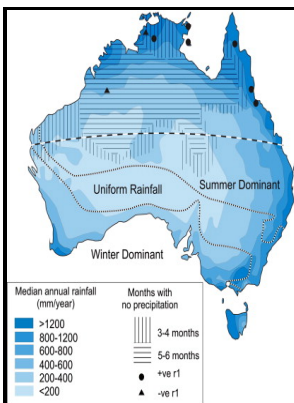 Uniform Rainfall
Summer Dominant
Winter Dominant
Median annual rainfall
(mm/year)
>1200
800-1200
600-800
400-600
200-400
<200
Months with
no precipitation
3-4 months
5-6 months
+ve r1
-ve r1